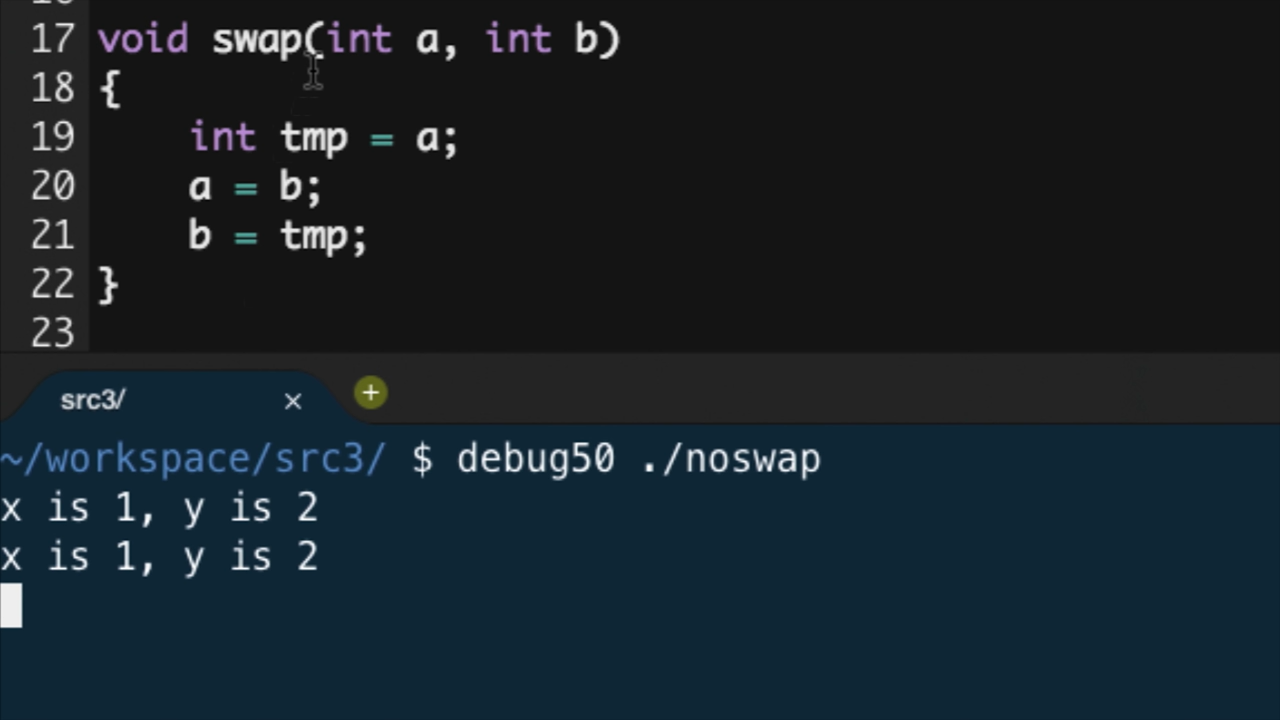 17 void swap(int a, int b)
18 {
19     int tmp = a;
20     a = b;
21     b = tmp;
22 }
23
src3/ × +
~/workspace/src3/ $ debug50 ./noswap
x is 1, y is 2
x is 1, y is 2